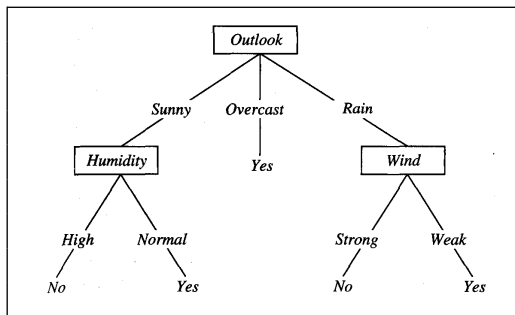 Outlook
Sunny Overcast Rain
Humidity Yes Wind
High Normal Strong Weak
No Yes No Yes